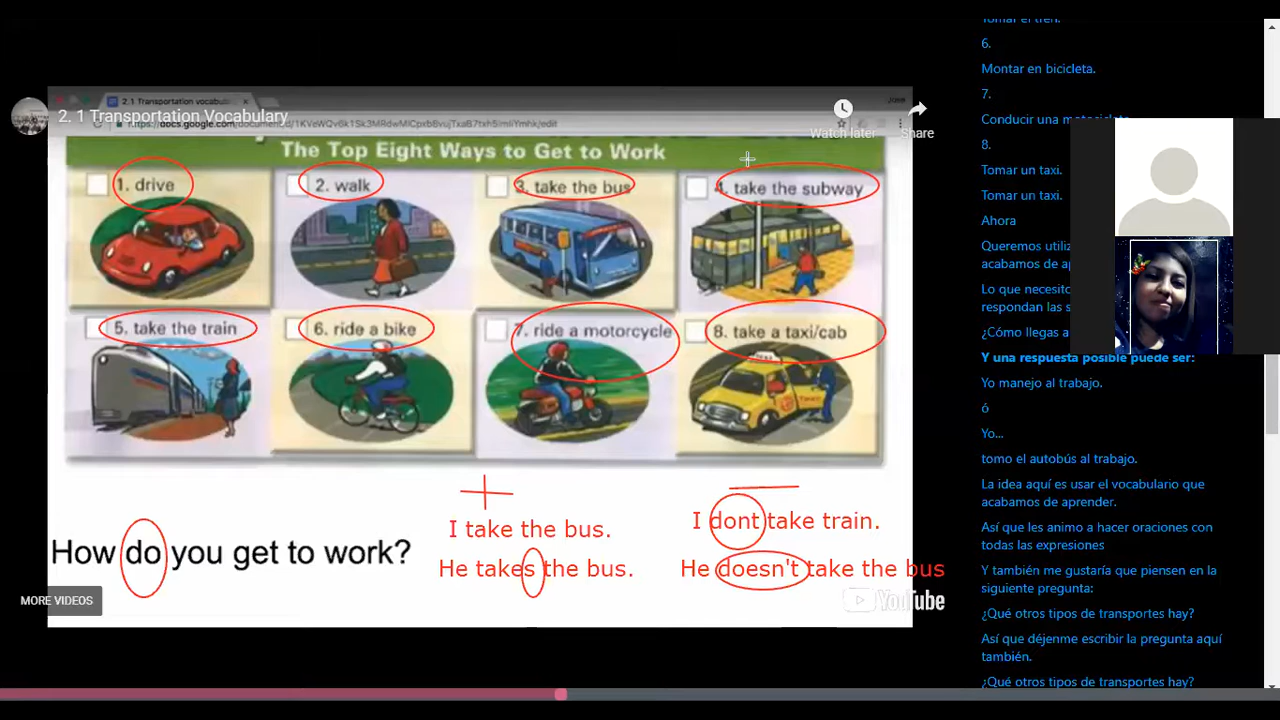 2. 1 Transportation Vocabulary
2.1 Transportation vocabula
Watch later
Share
The Top Eight Ways to Get to Work
1. drive
2. walk
3. take the bus
4. take the subway
5. take the train
6. ride a bike
7. ride a motorcycle
8. take a taxi/cab
How do you get to work?
I take the bus.
He takes the bus.
I dont take train.
He doesn't take the bus
MORE VIDEOS
YouTube
Tomar el tren.
6.
Montar en bicicleta.
7.
Conducir una motocicleta
8.
Tomar un taxi.
Tomar un taxi.
Ahora
Queremos utiliz
acabamos de ap
Lo que necesito
respondan las s
¿Cómo llegas a
Y una respuesta posible puede ser:
Yo manejo al trabajo.
ó
Yo...
tomo el autobús al trabajo.
La idea aquí es usar el vocabulario que
acabamos de aprender.
Así que les animo a hacer oraciones con
todas las expresiones
Y también me gustaría que piensen en la
siguiente pregunta:
¿Qué otros tipos de transportes hay?
Así que déjenme escribir la pregunta aquí
también.
¿Qué otros tipos de transportes hay?